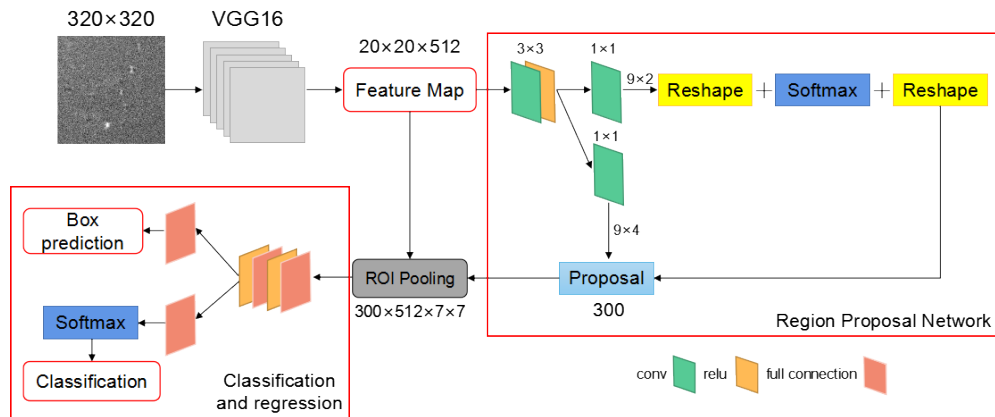 320×320
VGG16
20×20×512
Feature Map
3×3
1×1
9×2
Reshape
+
Softmax
+
Reshape
1×1
9×4
Proposal
300
Region Proposal Network
ROI Pooling
300×512×7×7
Box
prediction
Softmax
Classification
Classification
and regression
conv
relu
full connection